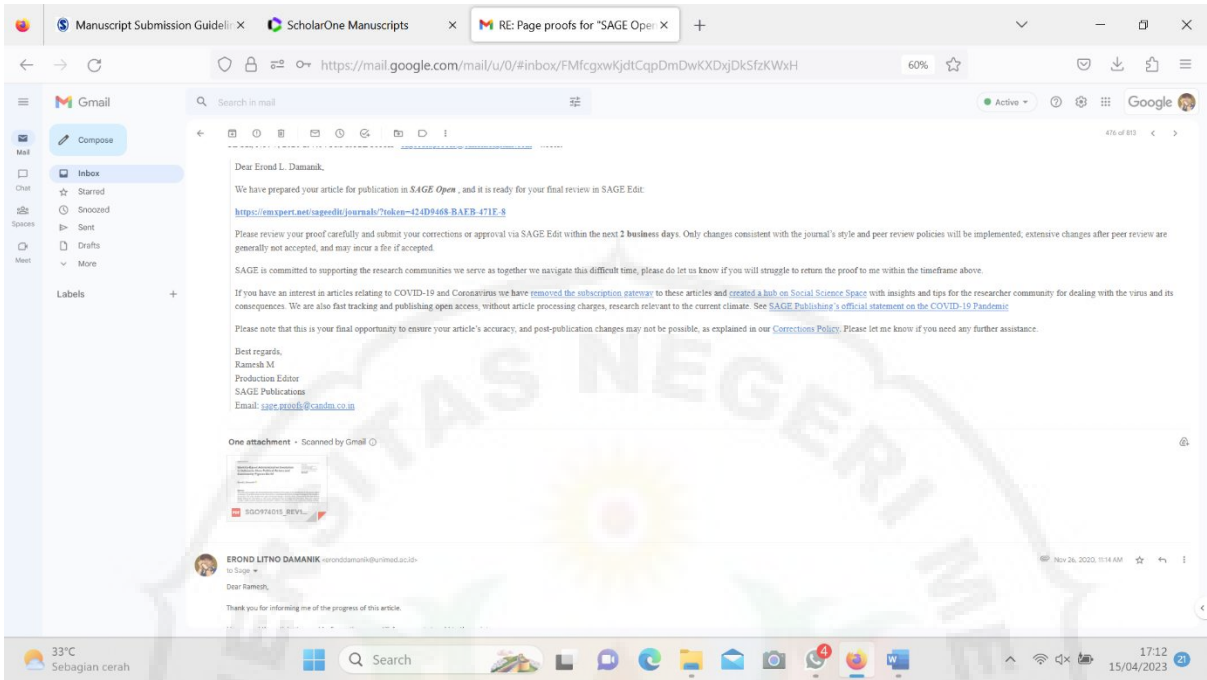 Manuscript Submission Guidelin
ScholarOne Manuscripts
RE: Page proofs for "SAGE Open
https://mail.google.com/mail/u/0/#inbox/FMfcgxwKjdtCqpDmDwKXDxjDkSfzKWxH
60%
Gmail
Search in mail
Active
Google
Mail
Chat
Spaces
Meet
Compose
Inbox
Starred
Snoozed
Sent
Drafts
More
Labels
476 of 813
Dear Erond L. Damanik,
We have prepared your article for publication in SAGE Open , and it is ready for your final review in SAGE Edit:
https://emxpert.net/sageedit/journals/?token=424D9468-BAEB-471E-8
Please review your proof carefully and submit your corrections or approval via SAGE Edit within the next 2 business days. Only changes consistent with the journal's style and peer review policies will be implemented; extensive changes after peer review are
generally not accepted, and may incur a fee if accepted.
SAGE is committed to supporting the research communities we serve as together we navigate this difficult time, please do let us know if you will struggle to return the proof to me within the timeframe above.
If you have an interest in articles relating to COVID-19 and Coronavirus we have removed the subscription gateway to these articles and created a hub on Social Science Space with insights and tips for the researcher community for dealing with the virus and its
consequences. We are also fast tracking and publishing open access, without article processing charges, research relevant to the current climate. See SAGE Publishing's official statement on the COVID-19 Pandemic
Please note that this is your final opportunity to ensure your article's accuracy, and post-publication changes may not be possible, as explained in our Corrections Policy. Please let me know if you need any further assistance.
Best regards,
Ramesh M
Production Editor
SAGE Publications
Email: sage.proofs@candm.co.in
One attachment • Scanned by Gmail
SGO974015_REV1...
EROND LITNO DAMANIK <eronddamanik@unimed.ac.id>
Nov 26, 2020, 11:14 AM
to Sage
Dear Ramesh,
Thank you for informing me of the progress of this article.
33°C
Sebagian cerah
Search
4
17:12
15/04/2023
21